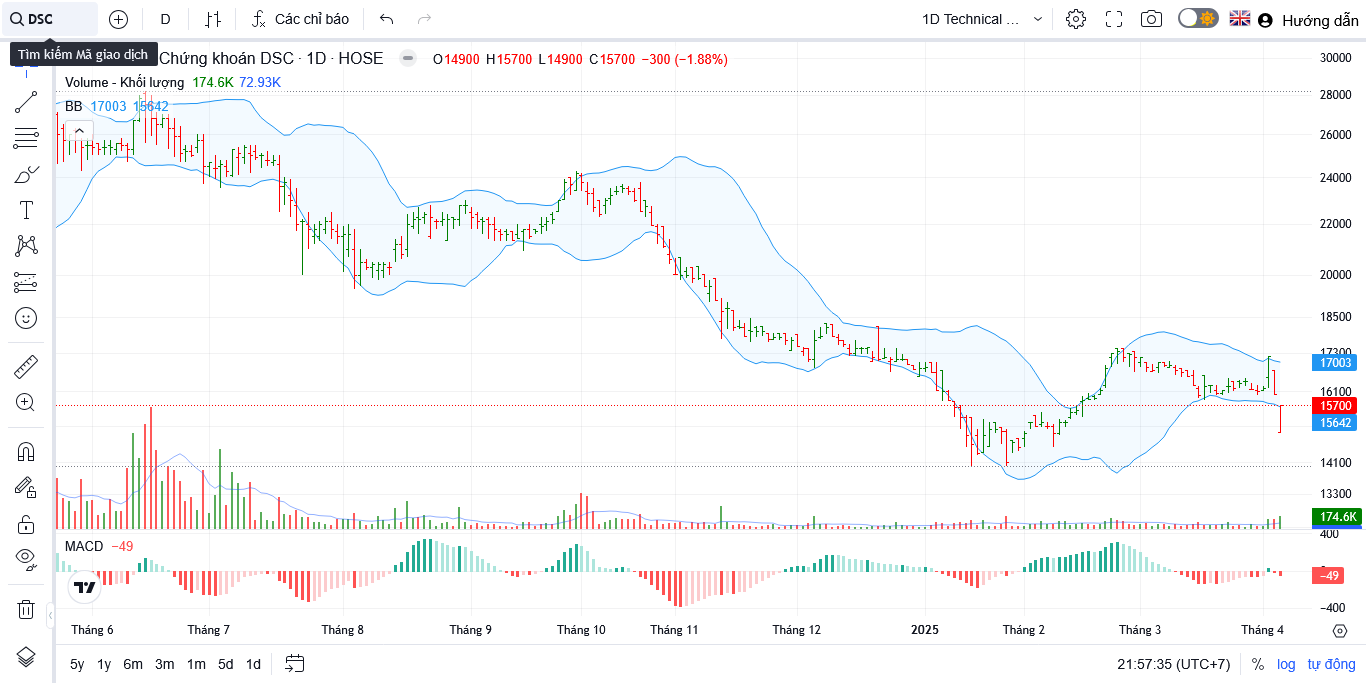 DSC D Các chỉ báo 1D Technical ... Hướng dẫn
Tìm kiếm Mã giao dịch
Chứng khoán DSC · 1D · HOSE O14900 H15700 L14900 C15700 −300 (−1.88%)
Volume - Khối lượng 174.6K 72.93K
BB 17003 15642
30000
28000
26000
24000
22000
20000
18500
17200
17003
16100
15700
15642
14100
13300
174.6K
MACD −49
400
−49
−400
Tháng 6 Tháng 7 Tháng 8 Tháng 9 Tháng 10 Tháng 11 Tháng 12 2025 Tháng 2 Tháng 3 Tháng 4
5y 1y 6m 3m 1m 5d 1d 21:57:35 (UTC+7) % log tự động